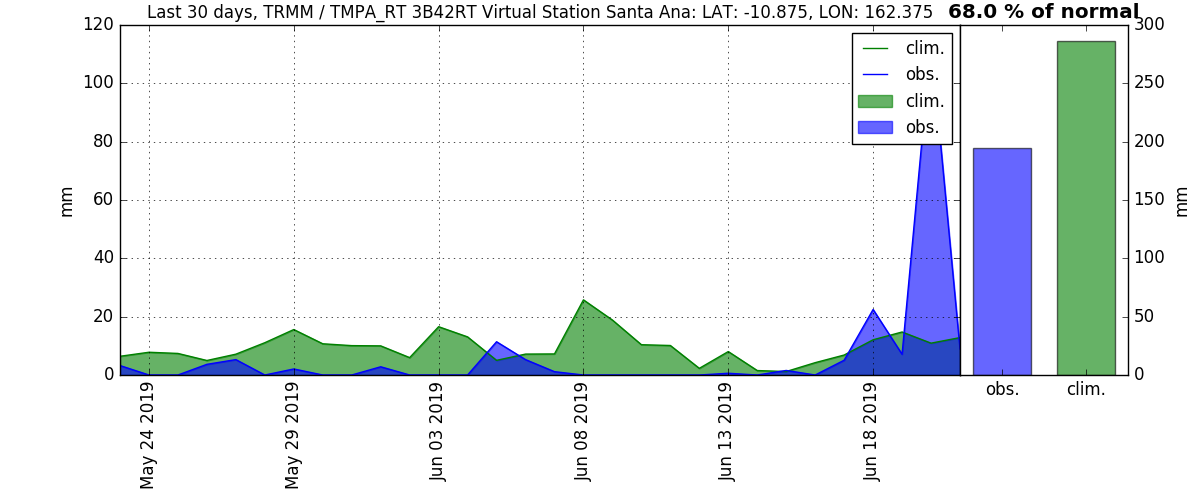 Last 30 days, TRMM / TMPA_RT 3B42RT Virtual Station Santa Ana: LAT: -10.875, LON: 162.375 68.0 % of normal
120
100
80
60
40
20
0
mm
clim.
obs.
clim.
obs.
300
250
200
150
100
50
0
mm
obs. clim.
May 24 2019
May 29 2019
Jun 03 2019
Jun 08 2019
Jun 13 2019
Jun 18 2019